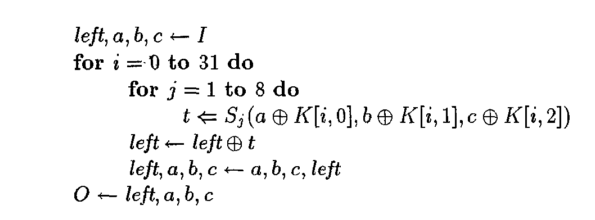 left, a, b, c ← I
for i = 0 to 31 do
for j = 1 to 8 do
t ⇐ S_j(a ⊕ K[i, 0], b ⊕ K[i, 1], c ⊕ K[i, 2])
left ← left ⊕ t
left, a, b, c ← a, b, c, left
O ← left, a, b, c